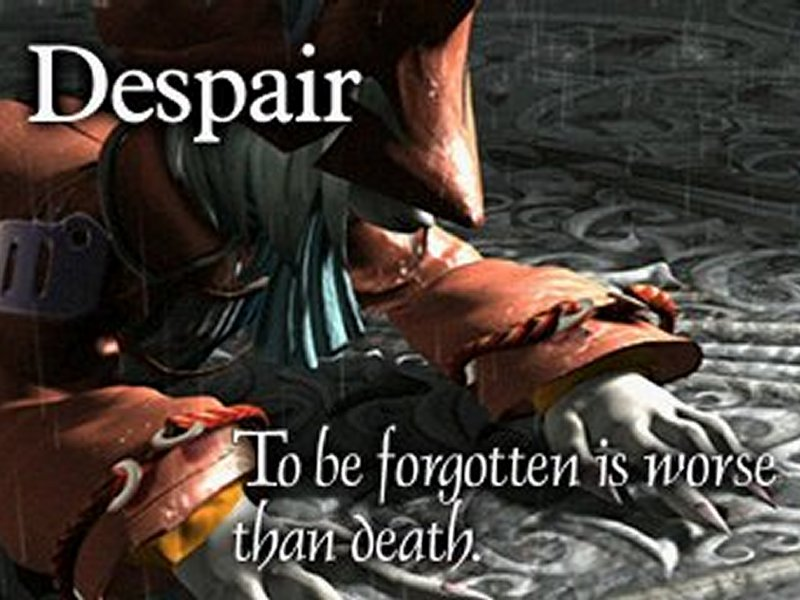 Despair
To be forgotten is worse
than death.